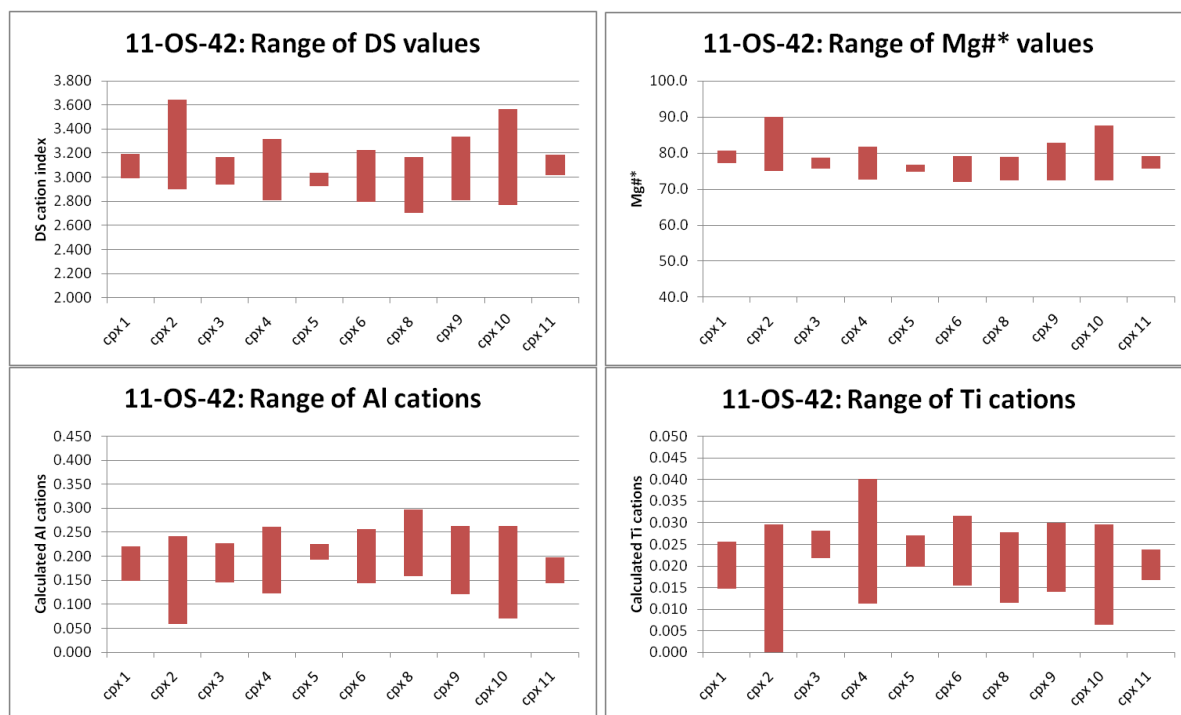 11-OS-42: Range of DS values
DS cation index
3.800
3.600
3.400
3.200
3.000
2.800
2.600
2.400
2.200
2.000
cpx 1
cpx 2
cpx 3
cpx 4
cpx 5
cpx 6
cpx 8
cpx 9
cpx 10
cpx 11
11-OS-42: Range of Mg#* values
Mg#*
100.0
90.0
80.0
70.0
60.0
50.0
40.0
cpx 1
cpx 2
cpx 3
cpx 4
cpx 5
cpx 6
cpx 8
cpx 9
cpx 10
cpx 11
11-OS-42: Range of Al cations
Calculated Al cations
0.450
0.400
0.350
0.300
0.250
0.200
0.150
0.100
0.050
0.000
cpx 1
cpx 2
cpx 3
cpx 4
cpx 5
cpx 6
cpx 8
cpx 9
cpx 10
cpx 11
11-OS-42: Range of Ti cations
Calculated Ti cations
0.050
0.045
0.040
0.035
0.030
0.025
0.020
0.015
0.010
0.005
0.000
cpx 1
cpx 2
cpx 3
cpx 4
cpx 5
cpx 6
cpx 8
cpx 9
cpx 10
cpx 11